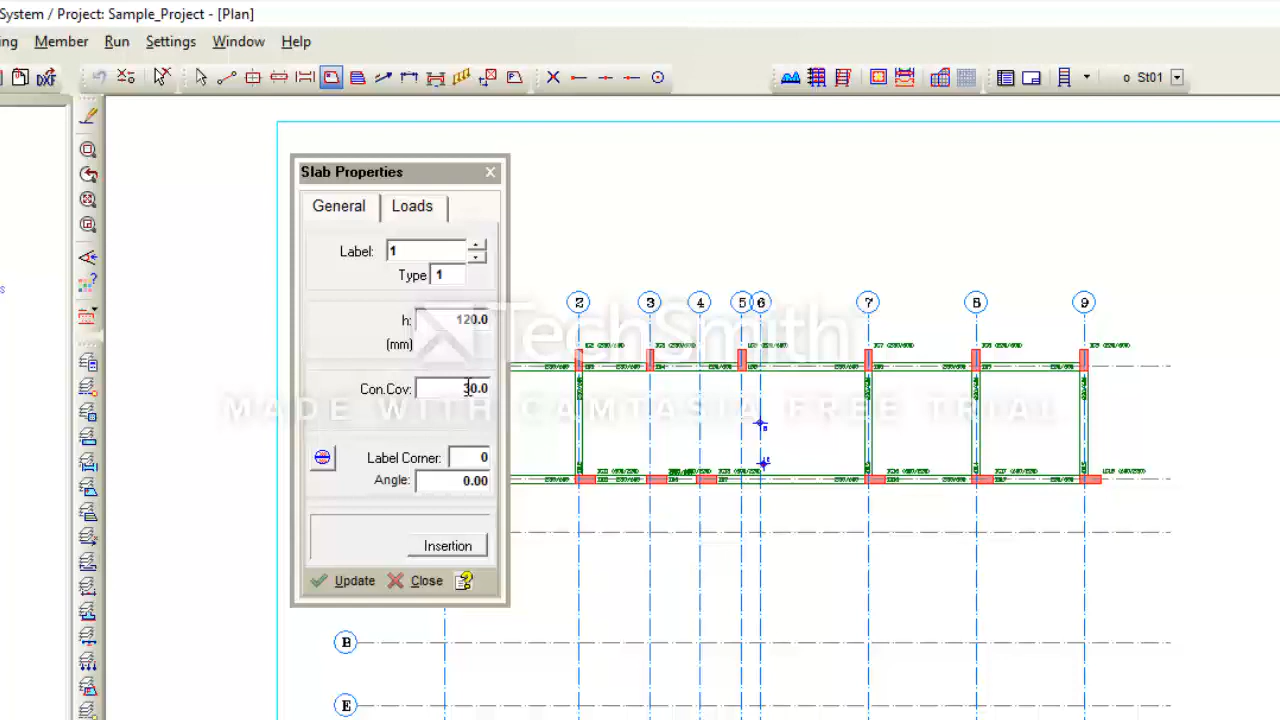 System / Project: Sample_Project - [Plan]
ing Member Run Settings Window Help
DXF
o St01
Slab Properties
General Loads
Label: 1
Type 1
h: 120.0
(mm)
Con.Cov: 30.0
Label Corner: 0
Angle: 0.00
Insertion
Update Close
TechSmith
MADE WITH CAMTASIA FREE TRIAL
2 3 4 5 6 7 8 9
B
E
s